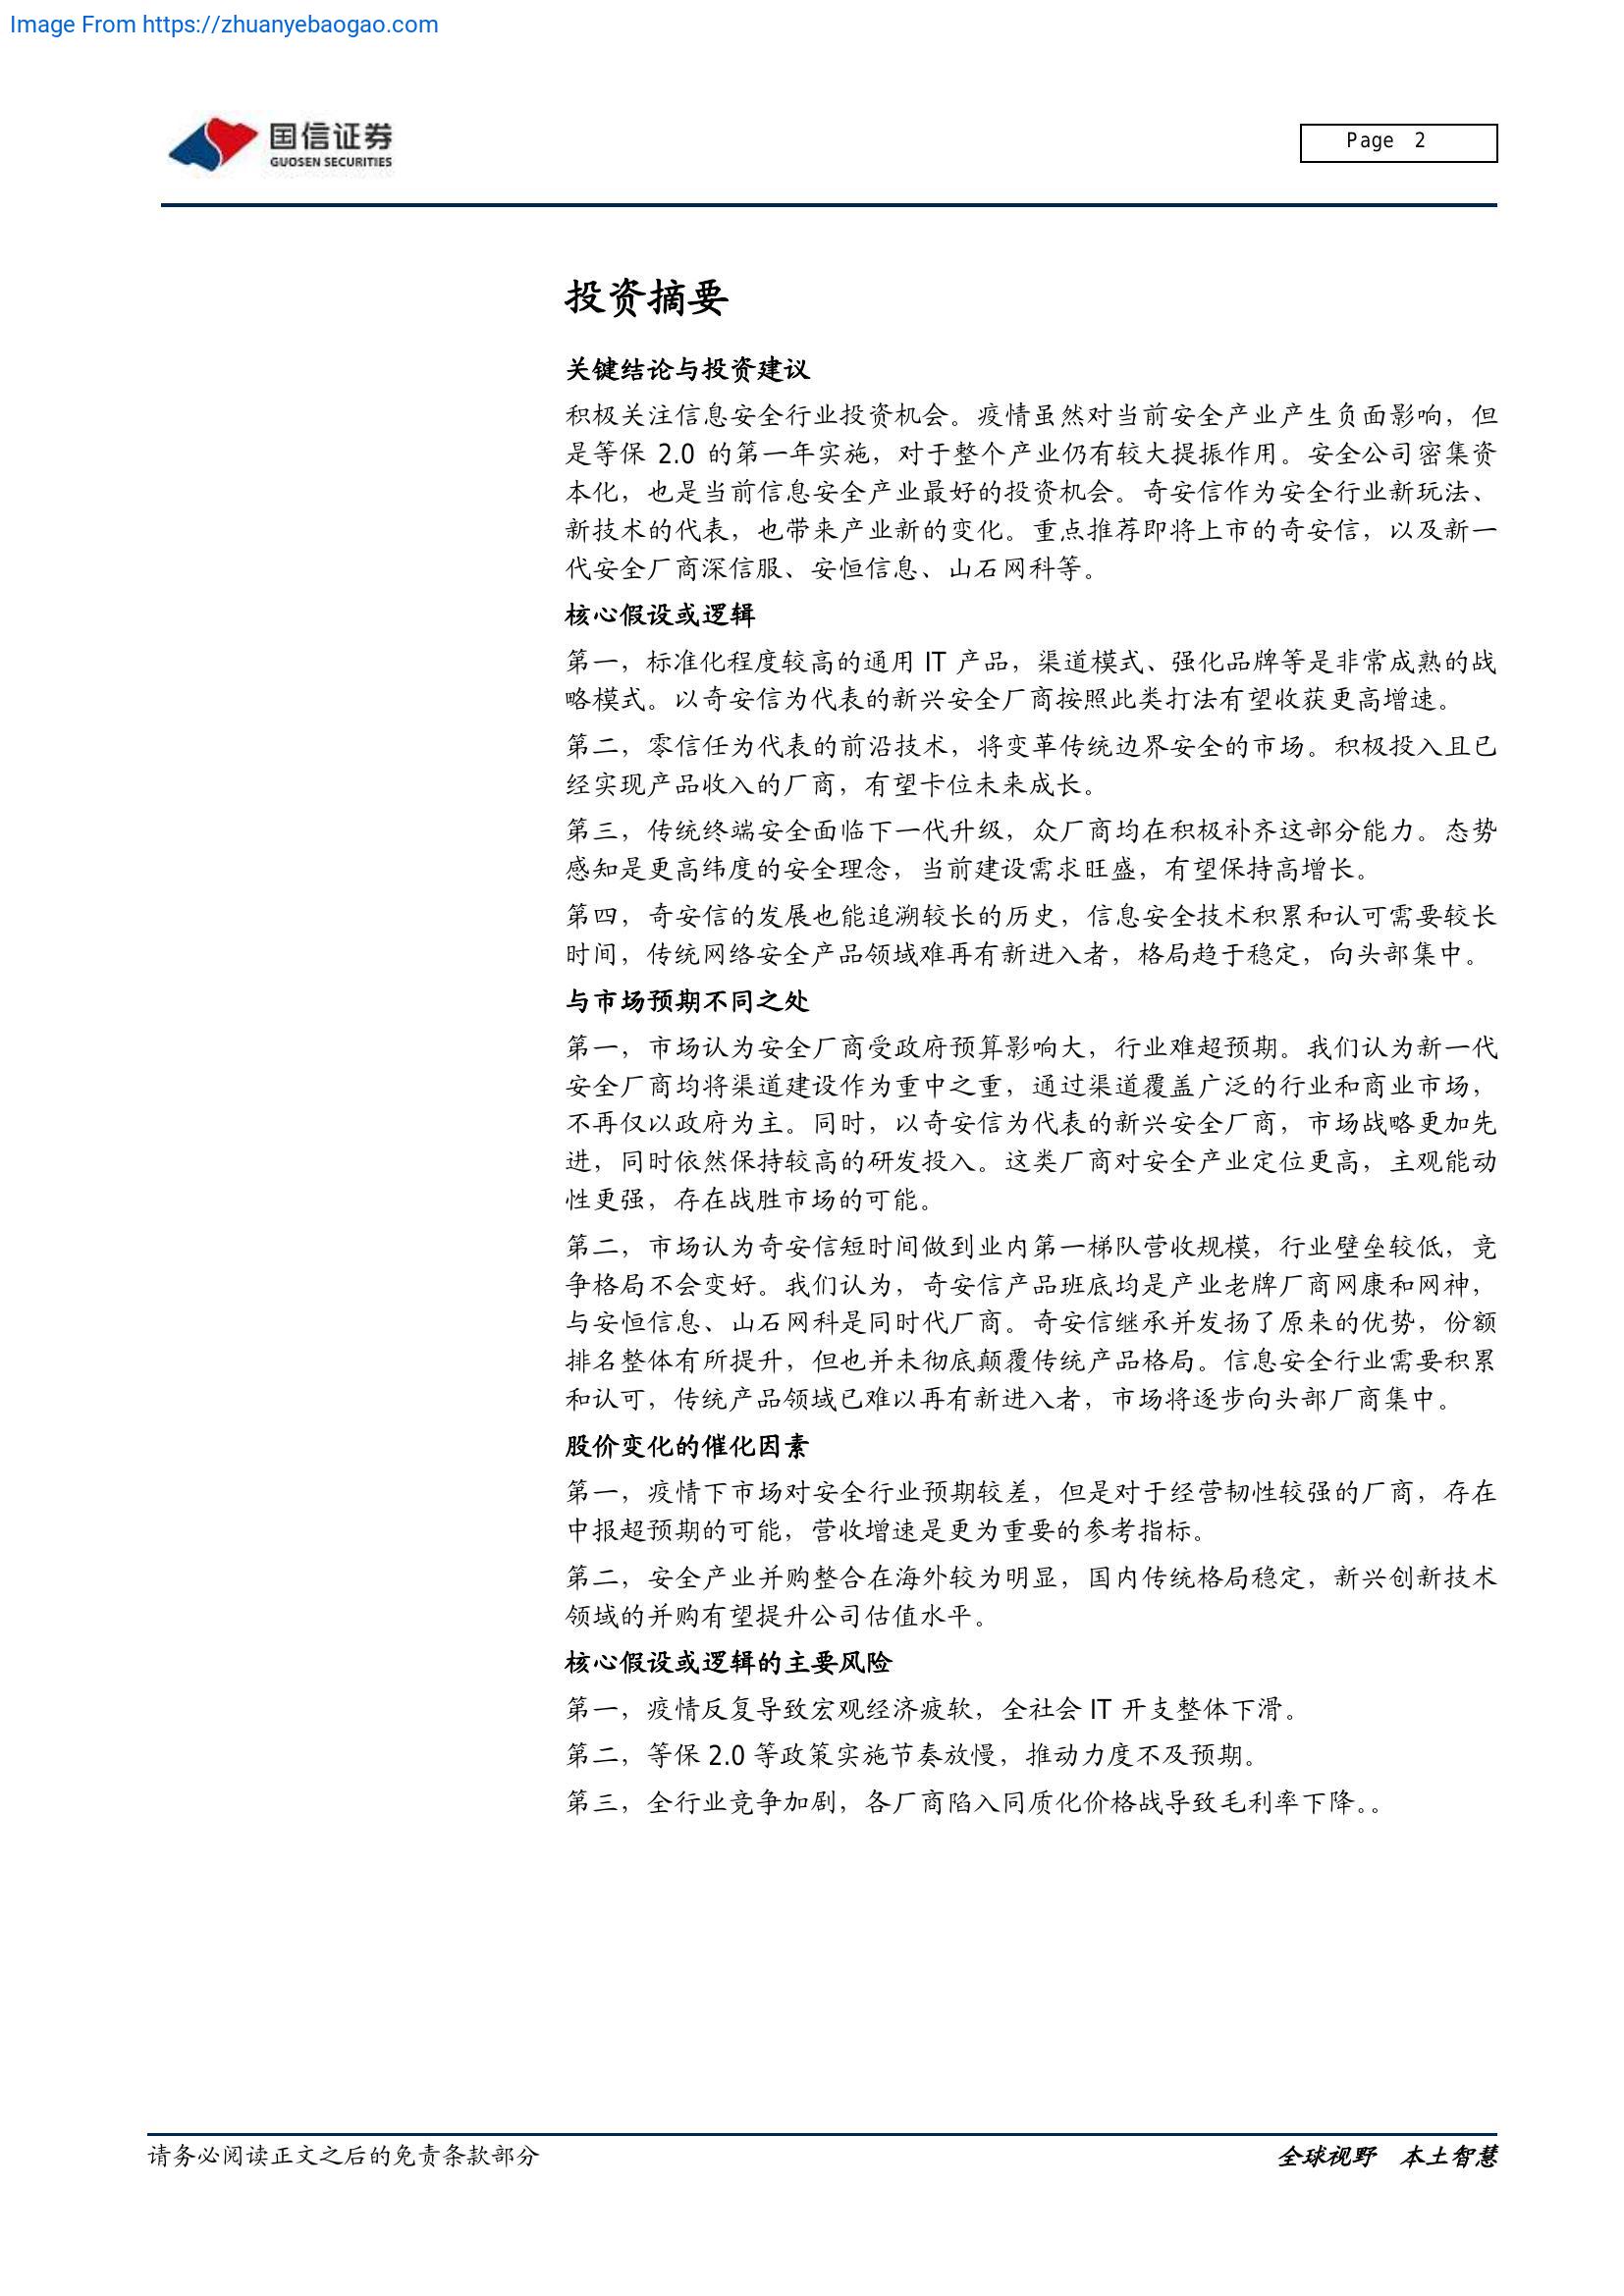 Image From https://zhuanyebaogao.com
国信证券
GUOSEN SECURITIES
Page 2
投资摘要
关键结论与投资建议
积极关注信息安全行业投资机会。疫情虽然对当前安全产业产生负面影响，但
是等保 2.0 的第一年实施，对于整个产业仍有较大提振作用。安全公司密集资
本化，也是当前信息安全产业最好的投资机会。奇安信作为安全行业新玩法、
新技术的代表，也带来产业新的变化。重点推荐即将上市的奇安信，以及新一
代安全厂商深信服、安恒信息、山石网科等。
核心假设或逻辑
第一，标准化程度较高的通用 IT 产品，渠道模式、强化品牌等是非常成熟的战
略模式。以奇安信为代表的新兴安全厂商按照此类打法有望收获更高增速。
第二，零信任为代表的前沿技术，将变革传统边界安全的市场。积极投入且已
经实现产品收入的厂商，有望卡位未来成长。
第三，传统终端安全面临下一代升级，众厂商均在积极补齐这部分能力。态势
感知是更高纬度的安全理念，当前建设需求旺盛，有望保持高增长。
第四，奇安信的发展也能追溯较长的历史，信息安全技术积累和认可需要较长
时间，传统网络安全产品领域难再有新进入者，格局趋于稳定，向头部集中。
与市场预期不同之处
第一，市场认为安全厂商受政府预算影响大，行业难超预期。我们认为新一代
安全厂商均将渠道建设作为重中之重，通过渠道覆盖广泛的行业和商业市场，
不再仅以政府为主。同时，以奇安信为代表的新兴安全厂商，市场战略更加先
进，同时依然保持较高的研发投入。这类厂商对安全产业定位更高，主观能动
性更强，存在战胜市场的可能。
第二，市场认为奇安信短时间做到业内第一梯队营收规模，行业壁垒较低，竞
争格局不会变好。我们认为，奇安信产品班底均是产业老牌厂商网康和网神，
与安恒信息、山石网科是同时代厂商。奇安信继承并发扬了原来的优势，份额
排名整体有所提升，但也并未彻底颠覆传统产品格局。信息安全行业需要积累
和认可，传统产品领域已难以再有新进入者，市场将逐步向头部厂商集中。
股价变化的催化因素
第一，疫情下市场对安全行业预期较差，但是对于经营韧性较强的厂商，存在
中报超预期的可能，营收增速是更为重要的参考指标。
第二，安全产业并购整合在海外较为明显，国内传统格局稳定，新兴创新技术
领域的并购有望提升公司估值水平。
核心假设或逻辑的主要风险
第一，疫情反复导致宏观经济疲软，全社会 IT 开支整体下滑。
第二，等保 2.0 等政策实施节奏放慢，推动力度不及预期。
第三，全行业竞争加剧，各厂商陷入同质化价格战导致毛利率下降。。
请务必阅读正文之后的免责条款部分
全球视野 本土智慧